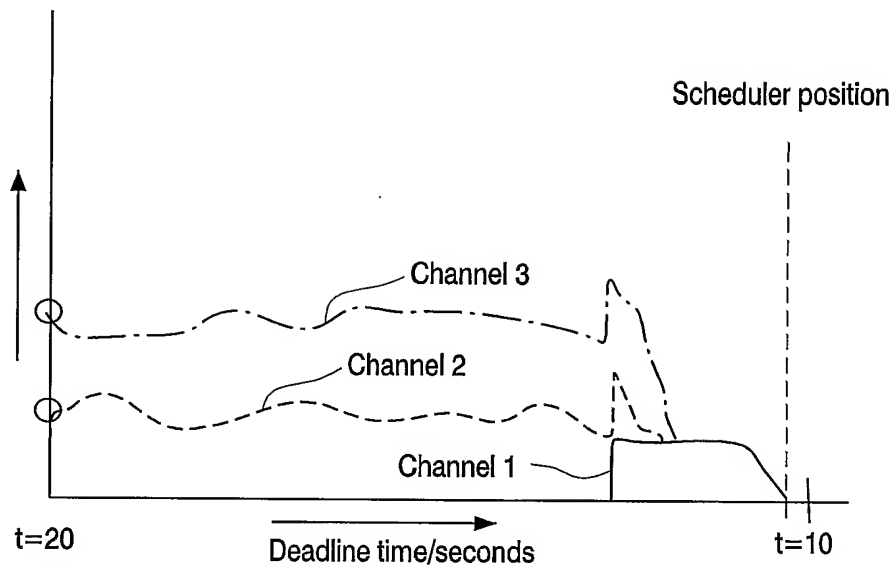 Scheduler position
Channel 3
Channel 2
Channel 1
t=20
Deadline time/seconds
t=10